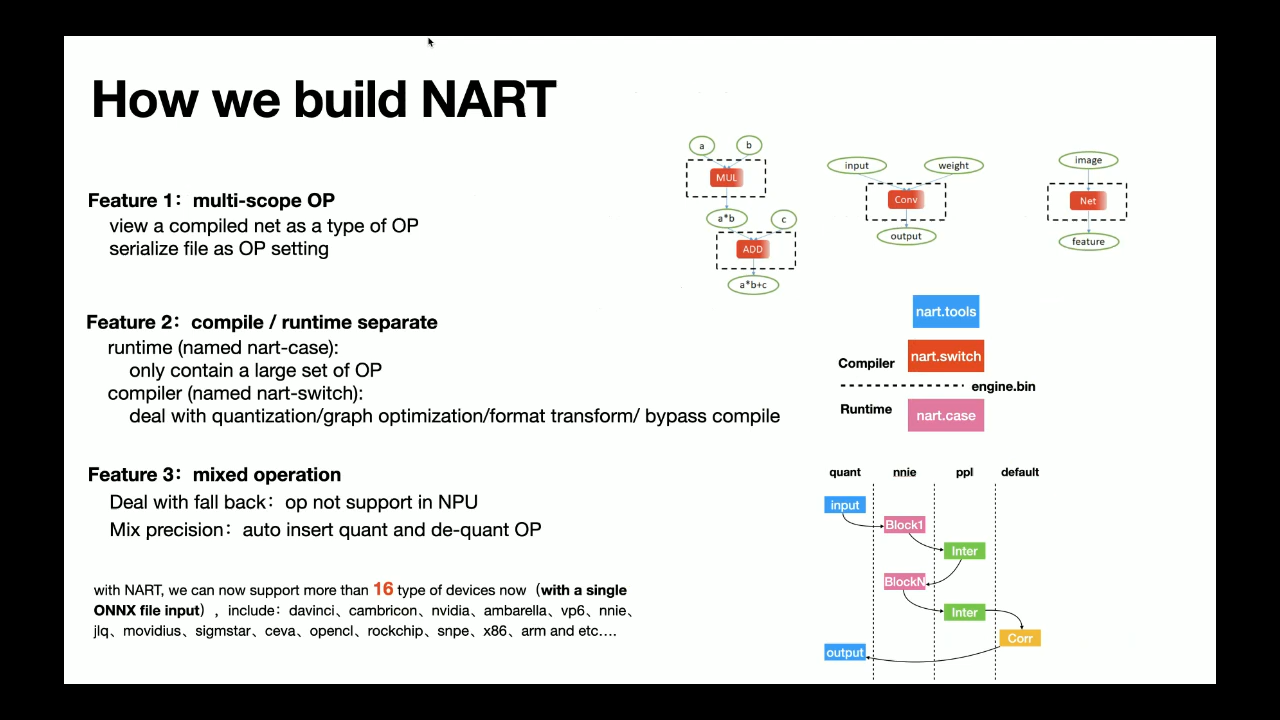 How we build NART
Feature 1：multi-scope OP
view a compiled net as a type of OP
serialize file as OP setting
a
b
MUL
a*b
c
ADD
a*b+c
input
weight
Conv
output
image
Net
feature
Feature 2：compile / runtime separate
runtime (named nart-case):
only contain a large set of OP
compiler (named nart-switch):
deal with quantization/graph optimization/format transform/ bypass compile
nart.tools
Compiler
nart.switch
engine.bin
Runtime
nart.case
Feature 3：mixed operation
Deal with fall back：op not support in NPU
Mix precision：auto insert quant and de-quant OP
quant
nnie
ppl
default
input
Block1
Inter
BlockN
Inter
Corr
output
with NART, we can now support more than 16 type of devices now（with a single
ONNX file input）, include：davinci、cambricon、nvidia、ambarella、vp6、nnie、
jlq、movidius、sigmstar、ceva、opencl、rockchip、snpe、x86、arm and etc….